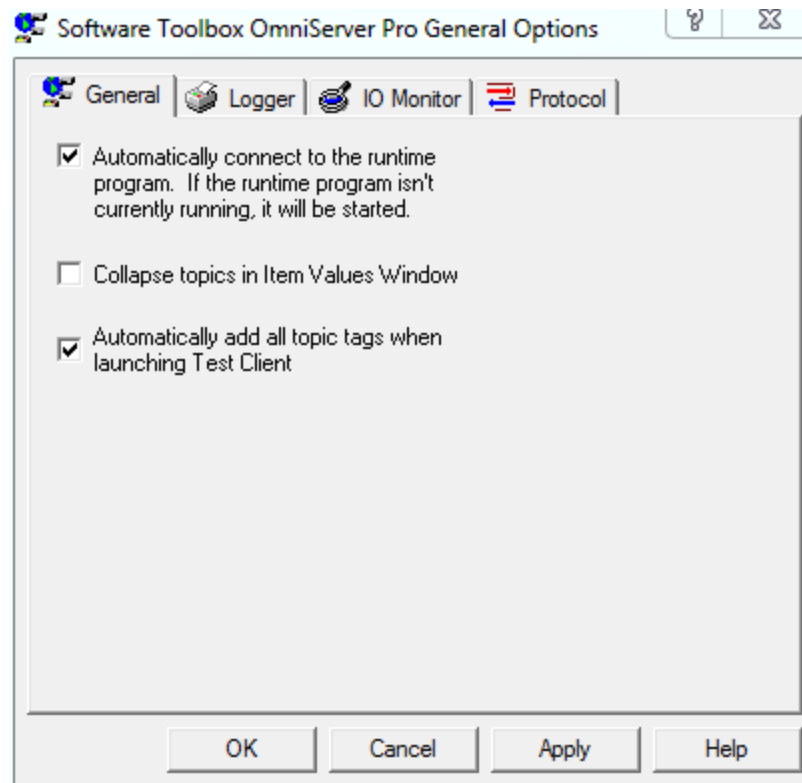 Software Toolbox OmniServer Pro General Options
General Logger IO Monitor Protocol
Automatically connect to the runtime
program. If the runtime program isn't
currently running, it will be started.
Collapse topics in Item Values Window
Automatically add all topic tags when
launching Test Client
OK Cancel Apply Help